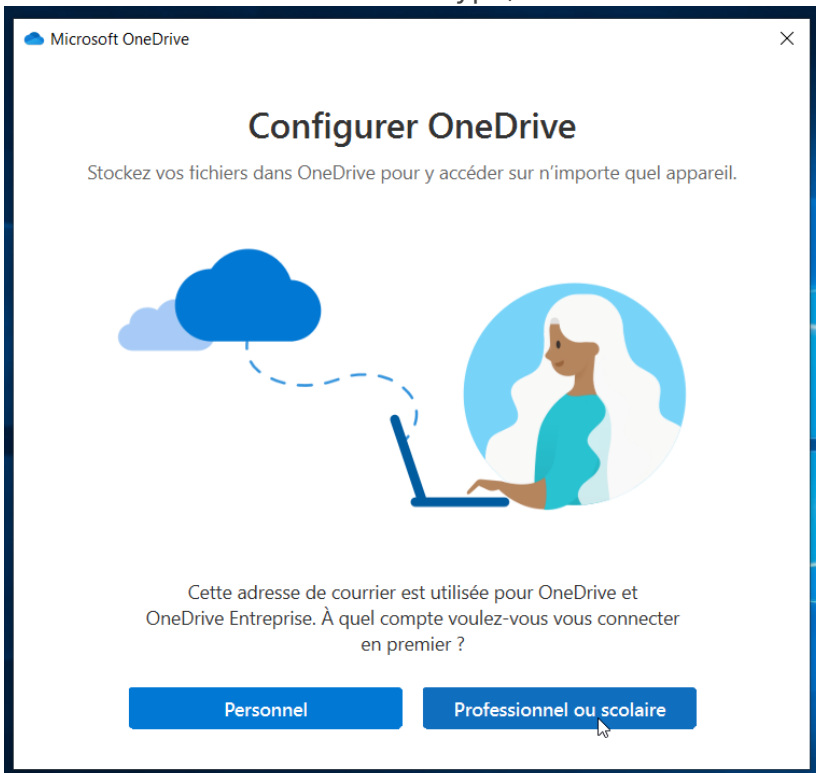 Microsoft OneDrive
Configurer OneDrive
Stockez vos fichiers dans OneDrive pour y accéder sur n’importe quel appareil.
Cette adresse de courrier est utilisée pour OneDrive et
OneDrive Entreprise. À quel compte voulez-vous vous connecter
en premier ?
Personnel
Professionnel ou scolaire